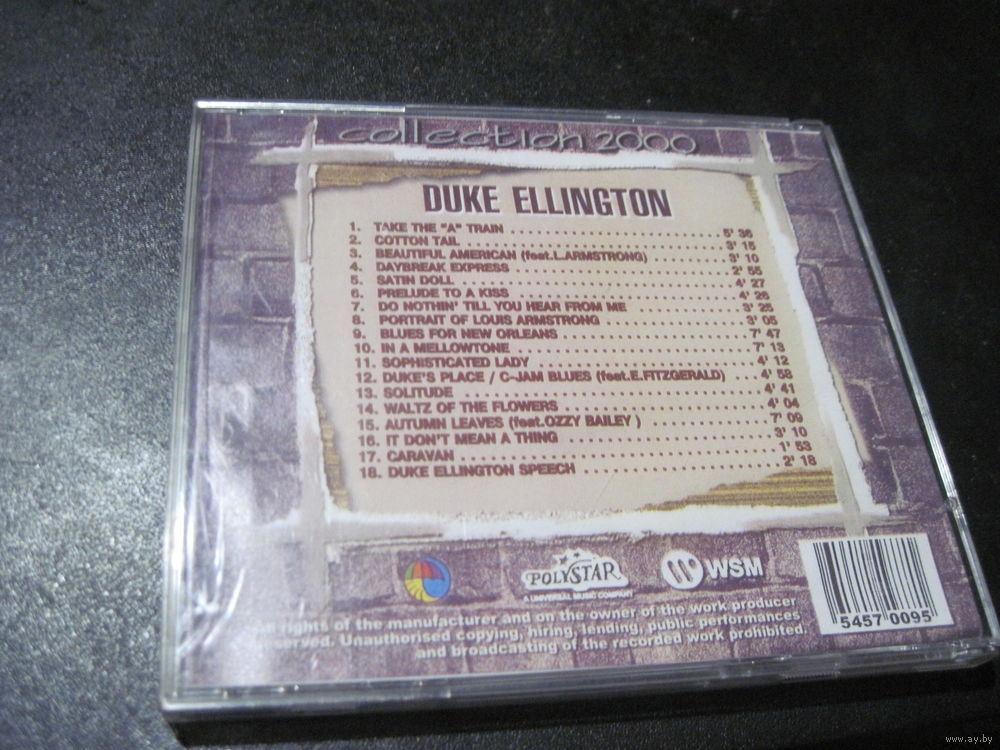 collection 2000
DUKE ELLINGTON
1. TAKE THE "A" TRAIN 5' 36
2. COTTON TAIL 3' 15
3. BEAUTIFUL AMERICAN (feat.L.ARMSTRONG) 3' 10
4. DAYBREAK EXPRESS 2' 55
5. SATIN DOLL 4' 27
6. PRELUDE TO A KISS 4' 26
7. DO NOTHIN' TILL YOU HEAR FROM ME 3' 25
8. PORTRAIT OF LOUIS ARMSTRONG 3' 05
9. BLUES FOR NEW ORLEANS 7' 47
10. IN A MELLOWTONE 7' 13
11. SOPHISTICATED LADY 4' 12
12. DUKE'S PLACE / C-JAM BLUES (feat.E.FITZGERALD) 4' 58
13. SOLITUDE 4' 41
14. WALTZ OF THE FLOWERS 4' 04
15. AUTUMN LEAVES (feat.OZZY BAILEY ) 7' 09
16. IT DON'T MEAN A THING 3' 10
17. CARAVAN 1' 53
18. DUKE ELLINGTON SPEECH 2' 18
POLYSTAR
A UNIVERSAL MUSIC COMPANY
WSM
rights of the manufacturer and on the owner of the work producer
Unauthorised copying, hiring, lending, public performances
and broadcasting of the recorded work prohibited.
5457 0095
www.ay.by